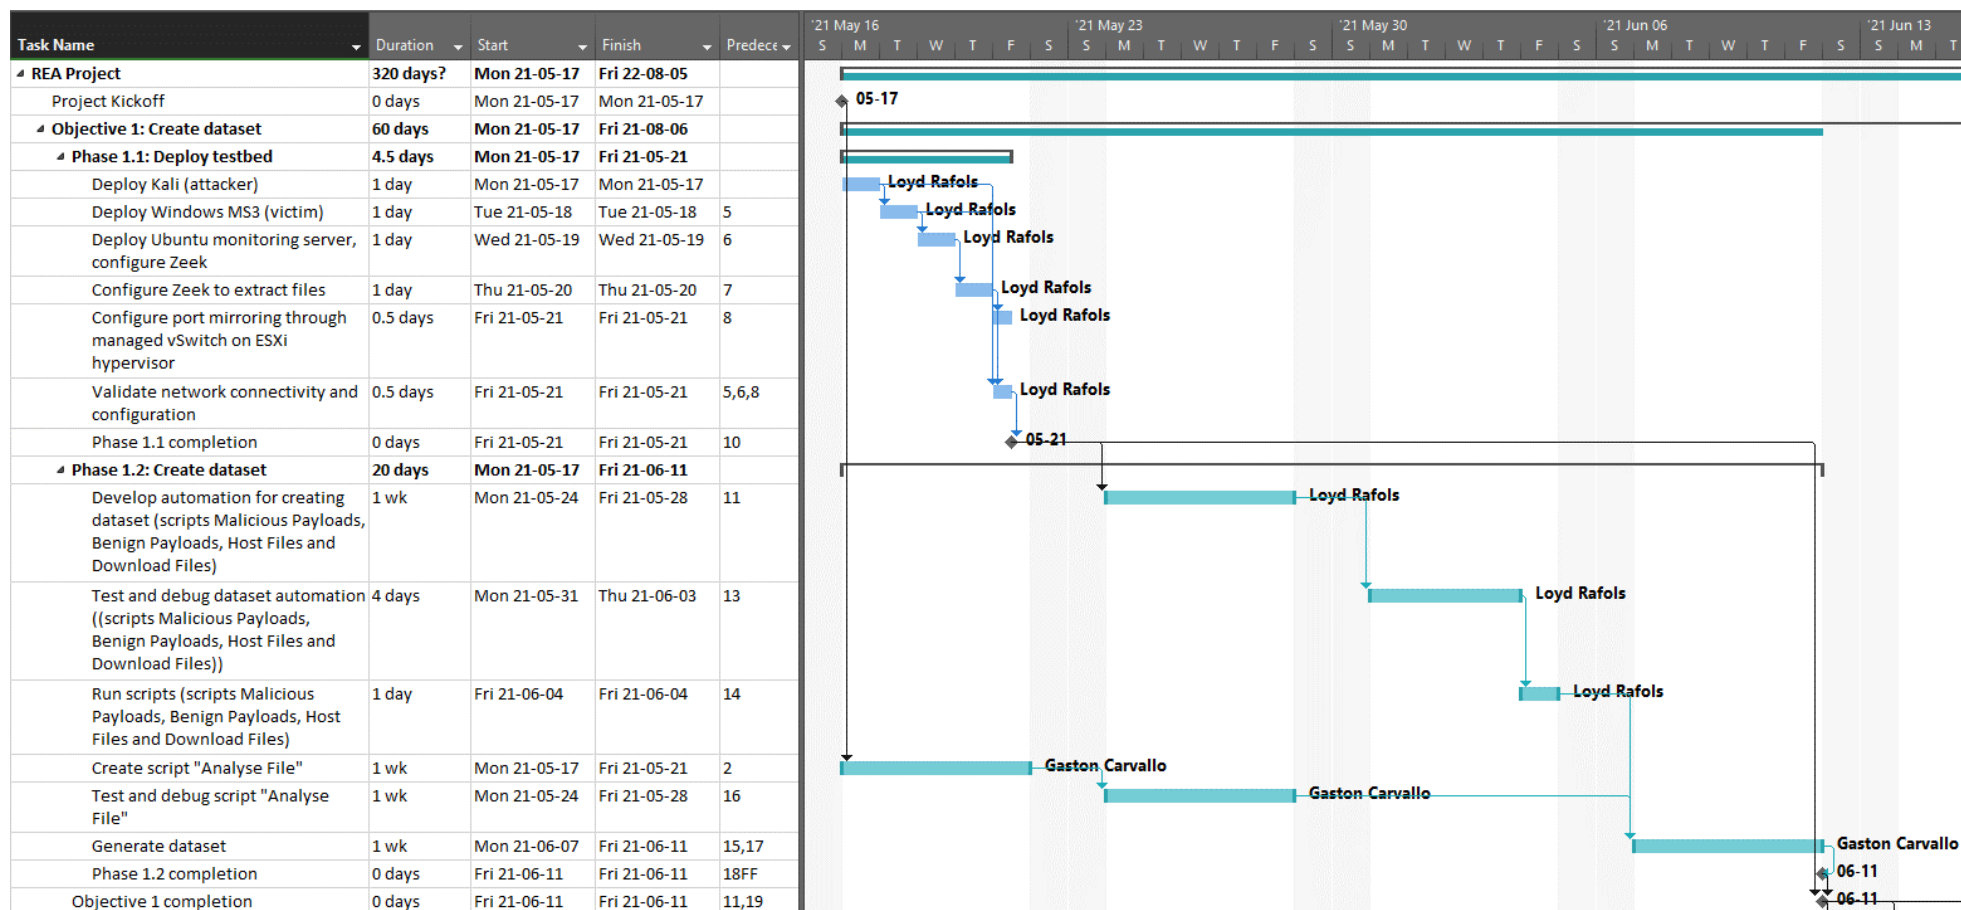 '21 May 16 '21 May 23 '21 May 30 '21 Jun 06 '21 Jun 13
Task Name Duration Start Finish Predece S M T W T F S S M T W T F S S M T W T F S S M T W T F S S M T
REA Project 320 days? Mon 21-05-17 Fri 22-08-05
Project Kickoff 0 days Mon 21-05-17 Mon 21-05-17 05-17
Objective 1: Create dataset 60 days Mon 21-05-17 Fri 21-08-06
Phase 1.1: Deploy testbed 4.5 days Mon 21-05-17 Fri 21-05-21
Deploy Kali (attacker) 1 day Mon 21-05-17 Mon 21-05-17 Loyd Rafols
Deploy Windows MS3 (victim) 1 day Tue 21-05-18 Tue 21-05-18 5 Loyd Rafols
Deploy Ubuntu monitoring server, 1 day Wed 21-05-19 Wed 21-05-19 6 Loyd Rafols
configure Zeek
Configure Zeek to extract files 1 day Thu 21-05-20 Thu 21-05-20 7 Loyd Rafols
Configure port mirroring through 0.5 days Fri 21-05-21 Fri 21-05-21 8 Loyd Rafols
managed vSwitch on ESXi
hypervisor
Validate network connectivity and 0.5 days Fri 21-05-21 Fri 21-05-21 5,6,8 Loyd Rafols
configuration
Phase 1.1 completion 0 days Fri 21-05-21 Fri 21-05-21 10 05-21
Phase 1.2: Create dataset 20 days Mon 21-05-17 Fri 21-06-11
Develop automation for creating 1 wk Mon 21-05-24 Fri 21-05-28 11 Loyd Rafols
dataset (scripts Malicious Payloads,
Benign Payloads, Host Files and
Download Files)
Test and debug dataset automation 4 days Mon 21-05-31 Thu 21-06-03 13 Loyd Rafols
((scripts Malicious Payloads,
Benign Payloads, Host Files and
Download Files))
Run scripts (scripts Malicious 1 day Fri 21-06-04 Fri 21-06-04 14 Loyd Rafols
Payloads, Benign Payloads, Host
Files and Download Files)
Create script "Analyse File" 1 wk Mon 21-05-17 Fri 21-05-21 2 Gaston Carvallo
Test and debug script "Analyse 1 wk Mon 21-05-24 Fri 21-05-28 16 Gaston Carvallo
File"
Generate dataset 1 wk Mon 21-06-07 Fri 21-06-11 15,17 Gaston Carvallo
Phase 1.2 completion 0 days Fri 21-06-11 Fri 21-06-11 18FF 06-11
Objective 1 completion 0 days Fri 21-06-11 Fri 21-06-11 11,19 06-11